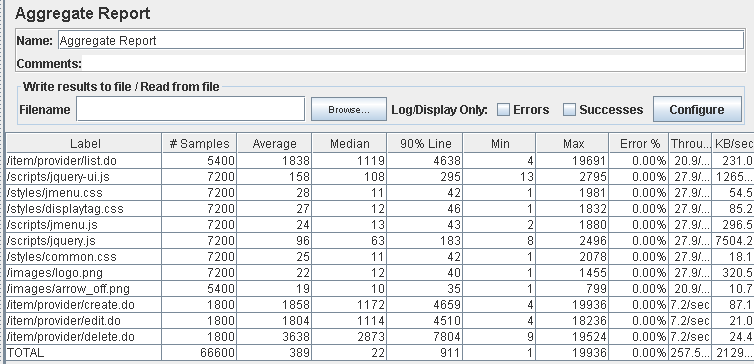 Aggregate Report
Name: Aggregate Report
Comments:
Write results to file / Read from file
Filename Browse... Log/Display Only: Errors Successes Configure
Label # Samples Average Median 90% Line Min Max Error % Throu... KB/sec
/item/provider/list.do 5400 1838 1119 4638 4 19691 0.00% 20.9/... 231.0
/scripts/jquery-ui.js 7200 158 108 295 13 2795 0.00% 27.9/... 1265...
/styles/jmenu.css 7200 28 11 42 1 1981 0.00% 27.9/... 54.5
/styles/displaytag.css 7200 27 12 46 1 1832 0.00% 27.9/... 85.2
/scripts/jmenu.js 7200 24 13 43 2 1880 0.00% 27.9/... 296.5
/scripts/jquery.js 7200 96 63 183 8 2496 0.00% 27.9/... 7504.2
/styles/common.css 7200 25 11 42 1 2078 0.00% 27.9/... 18.1
/images/logo.png 7200 22 12 40 1 1455 0.00% 27.9/... 320.5
/images/arrow_off.png 5400 19 10 35 1 799 0.00% 20.9/... 10.7
/item/provider/create.do 1800 1858 1172 4659 4 19936 0.00% 7.2/sec 87.1
/item/provider/edit.do 1800 1804 1114 4510 4 18236 0.00% 7.2/sec 21.0
/item/provider/delete.do 1800 3638 2873 7804 9 19524 0.00% 7.2/sec 24.4
TOTAL 66600 389 22 911 1 19936 0.00% 257.5... 2129...